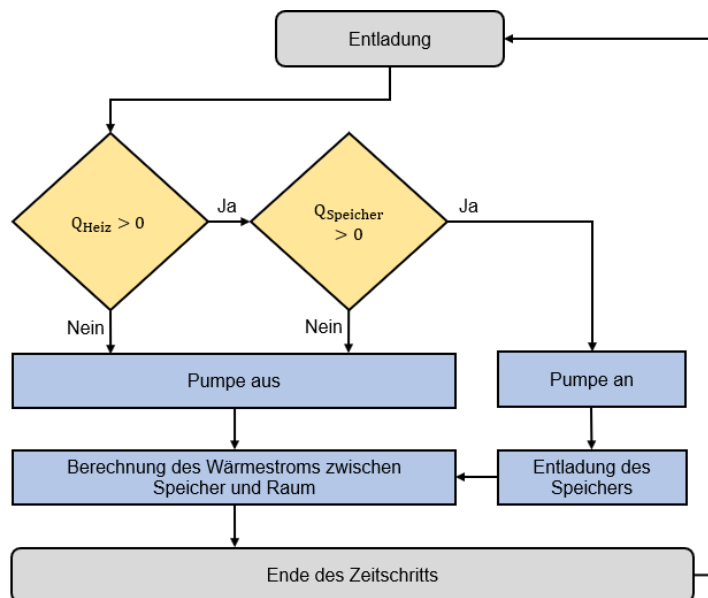 Entladung
Q_Heiz > 0
Ja
Q_Speicher
> 0
Ja
Nein
Nein
Pumpe aus
Pumpe an
Berechnung des Wärmestroms zwischen
Speicher und Raum
Entladung des
Speichers
Ende des Zeitschritts